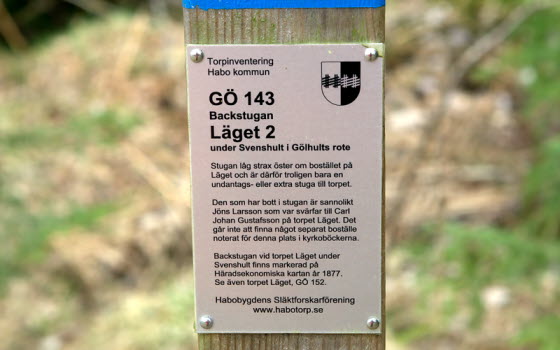 Torpinventering
Habo kommun
GÖ 143
Backstugan
Läget 2
under Svenshult i Gölhults rote
Stugan låg strax öster om bostället på
Läget och är därför troligen bara en
undantags- eller extra stuga till torpet.
Den som har bott i stugan är sannolikt
Jöns Larsson som var svärfar till Carl
Johan Gustafsson på torpet Läget. Det
går inte att finna något separat boställe
noterat för denna plats i kyrkoböckerna.
Backstugan vid torpet Läget under
Svenshult finns markerad på
Häradsekonomiska kartan år 1877.
Se även torpet Läget, GÖ 152.
Habobygdens Släktforskarförening
www.habotorp.se